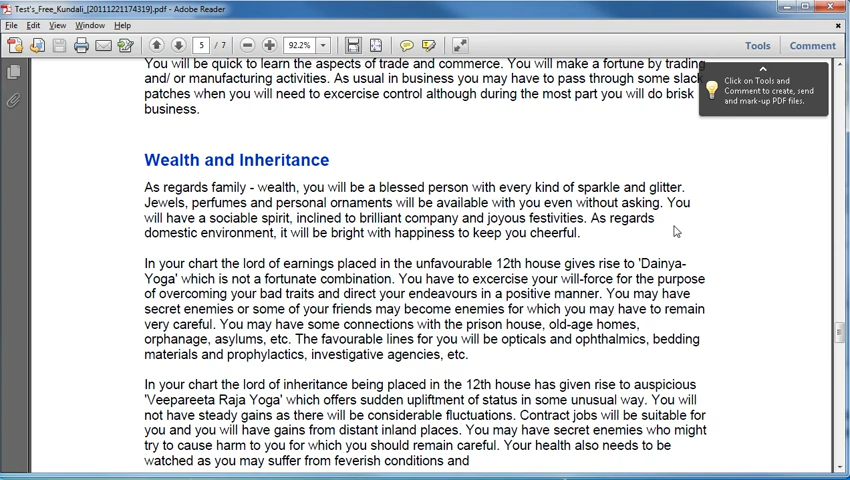 Test's_Free_Kundali_[20111221174319].pdf - Adobe Reader
File Edit View Window Help
5 / 7 92.2% Tools Comment
Click on Tools and
Comment to create, send
and mark-up PDF files.
You will be quick to learn the aspects of trade and commerce. You will make a fortune by trading
and/ or manufacturing activities. As usual in business you may have to pass through some slack
patches when you will need to excercise control although during the most part you will do brisk
business.
Wealth and Inheritance
As regards family - wealth, you will be a blessed person with every kind of sparkle and glitter.
Jewels, perfumes and personal ornaments will be available with you even without asking. You
will have a sociable spirit, inclined to brilliant company and joyous festivities. As regards
domestic environment, it will be bright with happiness to keep you cheerful.
In your chart the lord of earnings placed in the unfavourable 12th house gives rise to 'Dainya-
Yoga' which is not a fortunate combination. You have to excercise your will-force for the purpose
of overcoming your bad traits and direct your endeavours in a positive manner. You may have
secret enemies or some of your friends may become enemies for which you may have to remain
very careful. You may have some connections with the prison house, old-age homes,
orphanage, asylums, etc. The favourable lines for you will be opticals and ophthalmics, bedding
materials and prophylactics, investigative agencies, etc.
In your chart the lord of inheritance being placed in the 12th house has given rise to auspicious
'Veepareeta Raja Yoga' which offers sudden upliftment of status in some unusual way. You will
not have steady gains as there will be considerable fluctuations. Contract jobs will be suitable for
you and you will have gains from distant inland places. You may have secret enemies who might
try to cause harm to you for which you should remain careful. Your health also needs to be
watched as you may suffer from feverish conditions and